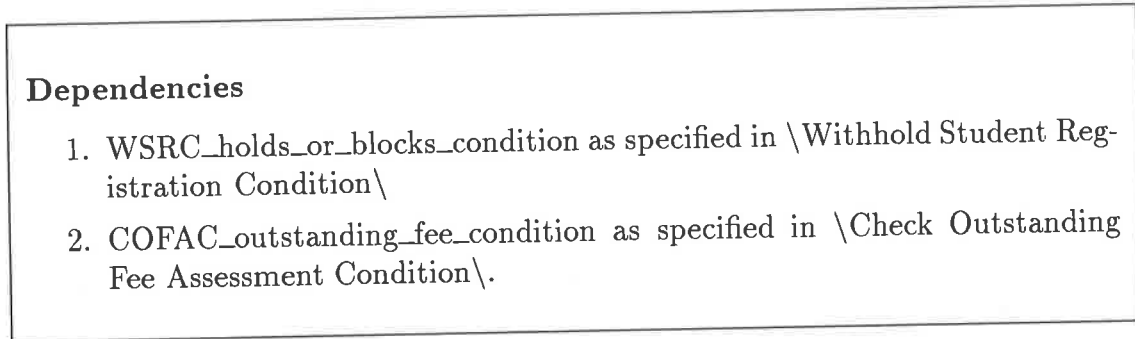 Dependencies
1. WSRC_holds_or_blocks_condition as specified in \Withhold Student Reg-
istration Condition\
2. COFAC_outstanding_fee_condition as specified in \Check Outstanding
Fee Assessment Condition\.